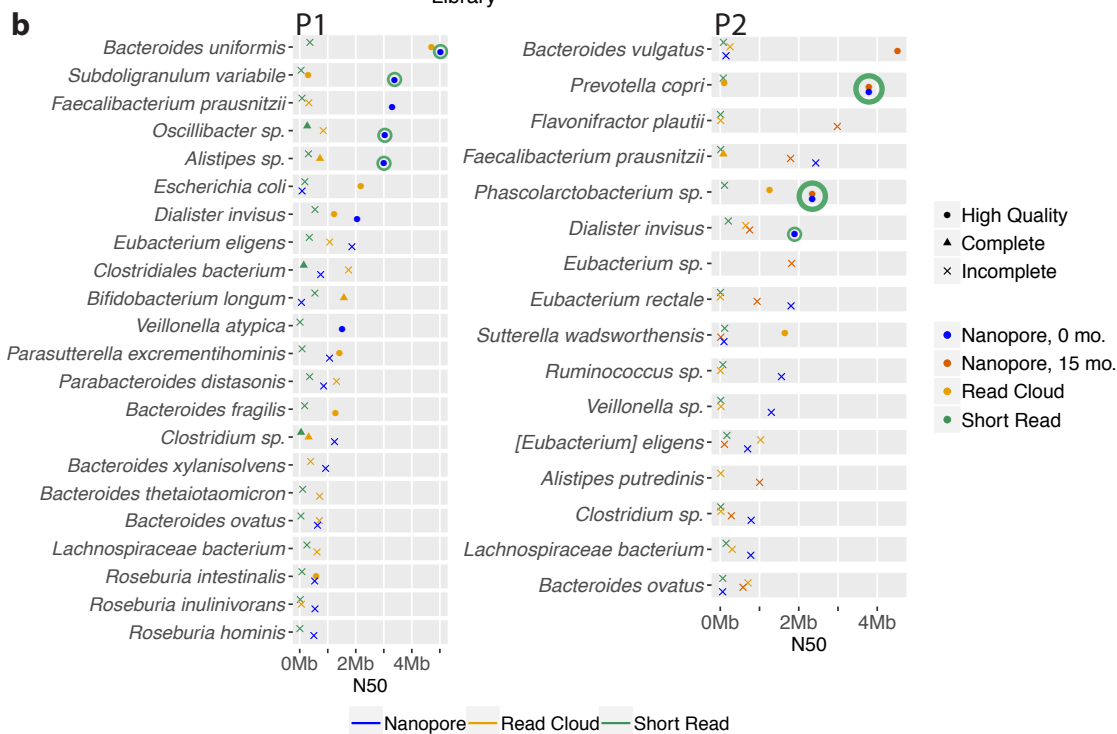 Library
b
P1
Bacteroides uniformis
Subdoligranulum variabile
Faecalibacterium prausnitzii
Oscillibacter sp.
Alistipes sp.
Escherichia coli
Dialister invisus
Eubacterium eligens
Clostridiales bacterium
Bifidobacterium longum
Veillonella atypica
Parasutterella excrementihominis
Parabacteroides distasonis
Bacteroides fragilis
Clostridium sp.
Bacteroides xylanisolvens
Bacteroides thetaiotaomicron
Bacteroides ovatus
Lachnospiraceae bacterium
Roseburia intestinalis
Roseburia inulinivorans
Roseburia hominis
0Mb 2Mb 4Mb
N50
P2
Bacteroides vulgatus
Prevotella copri
Flavonifractor plautii
Faecalibacterium prausnitzii
Phascolarctobacterium sp.
Dialister invisus
Eubacterium sp.
Eubacterium rectale
Sutterella wadsworthensis
Ruminococcus sp.
Veillonella sp.
[Eubacterium] eligens
Alistipes putredinis
Clostridium sp.
Lachnospiraceae bacterium
Bacteroides ovatus
0Mb 2Mb 4Mb
N50
High Quality
Complete
Incomplete
Nanopore, 0 mo.
Nanopore, 15 mo.
Read Cloud
Short Read
Nanopore Read Cloud Short Read